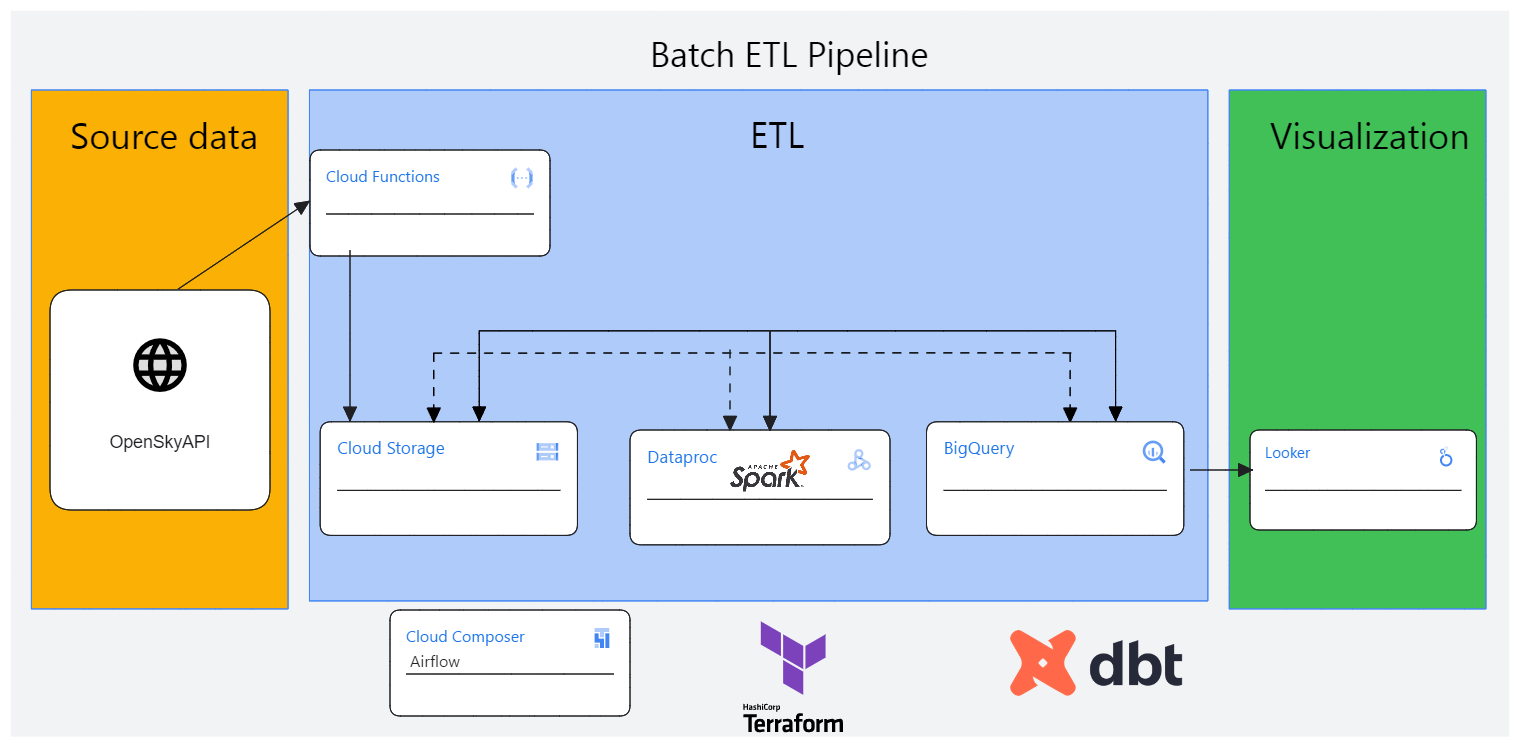 Batch ETL Pipeline
Source data
ETL
Visualization
Cloud Functions
OpenSkyAPI
Cloud Storage
Dataproc
APACHE
Spark
BigQuery
Looker
Cloud Composer
Airflow
HashiCorp
Terraform
dbt